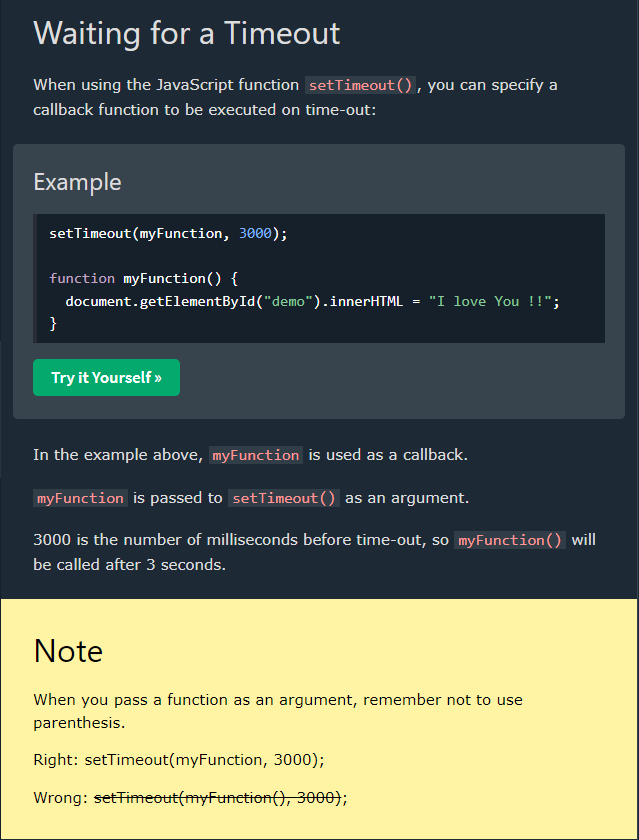 Waiting for a Timeout
When using the JavaScript function setTimeout(), you can specify a
callback function to be executed on time-out:
Example
setTimeout(myFunction, 3000);
function myFunction() {
  document.getElementById("demo").innerHTML = "I love You !!";
}
Try it Yourself »
In the example above, myFunction is used as a callback.
myFunction is passed to setTimeout() as an argument.
3000 is the number of milliseconds before time-out, so myFunction() will
be called after 3 seconds.
Note
When you pass a function as an argument, remember not to use
parenthesis.
Right: setTimeout(myFunction, 3000);
Wrong: setTimeout(myFunction(), 3000);